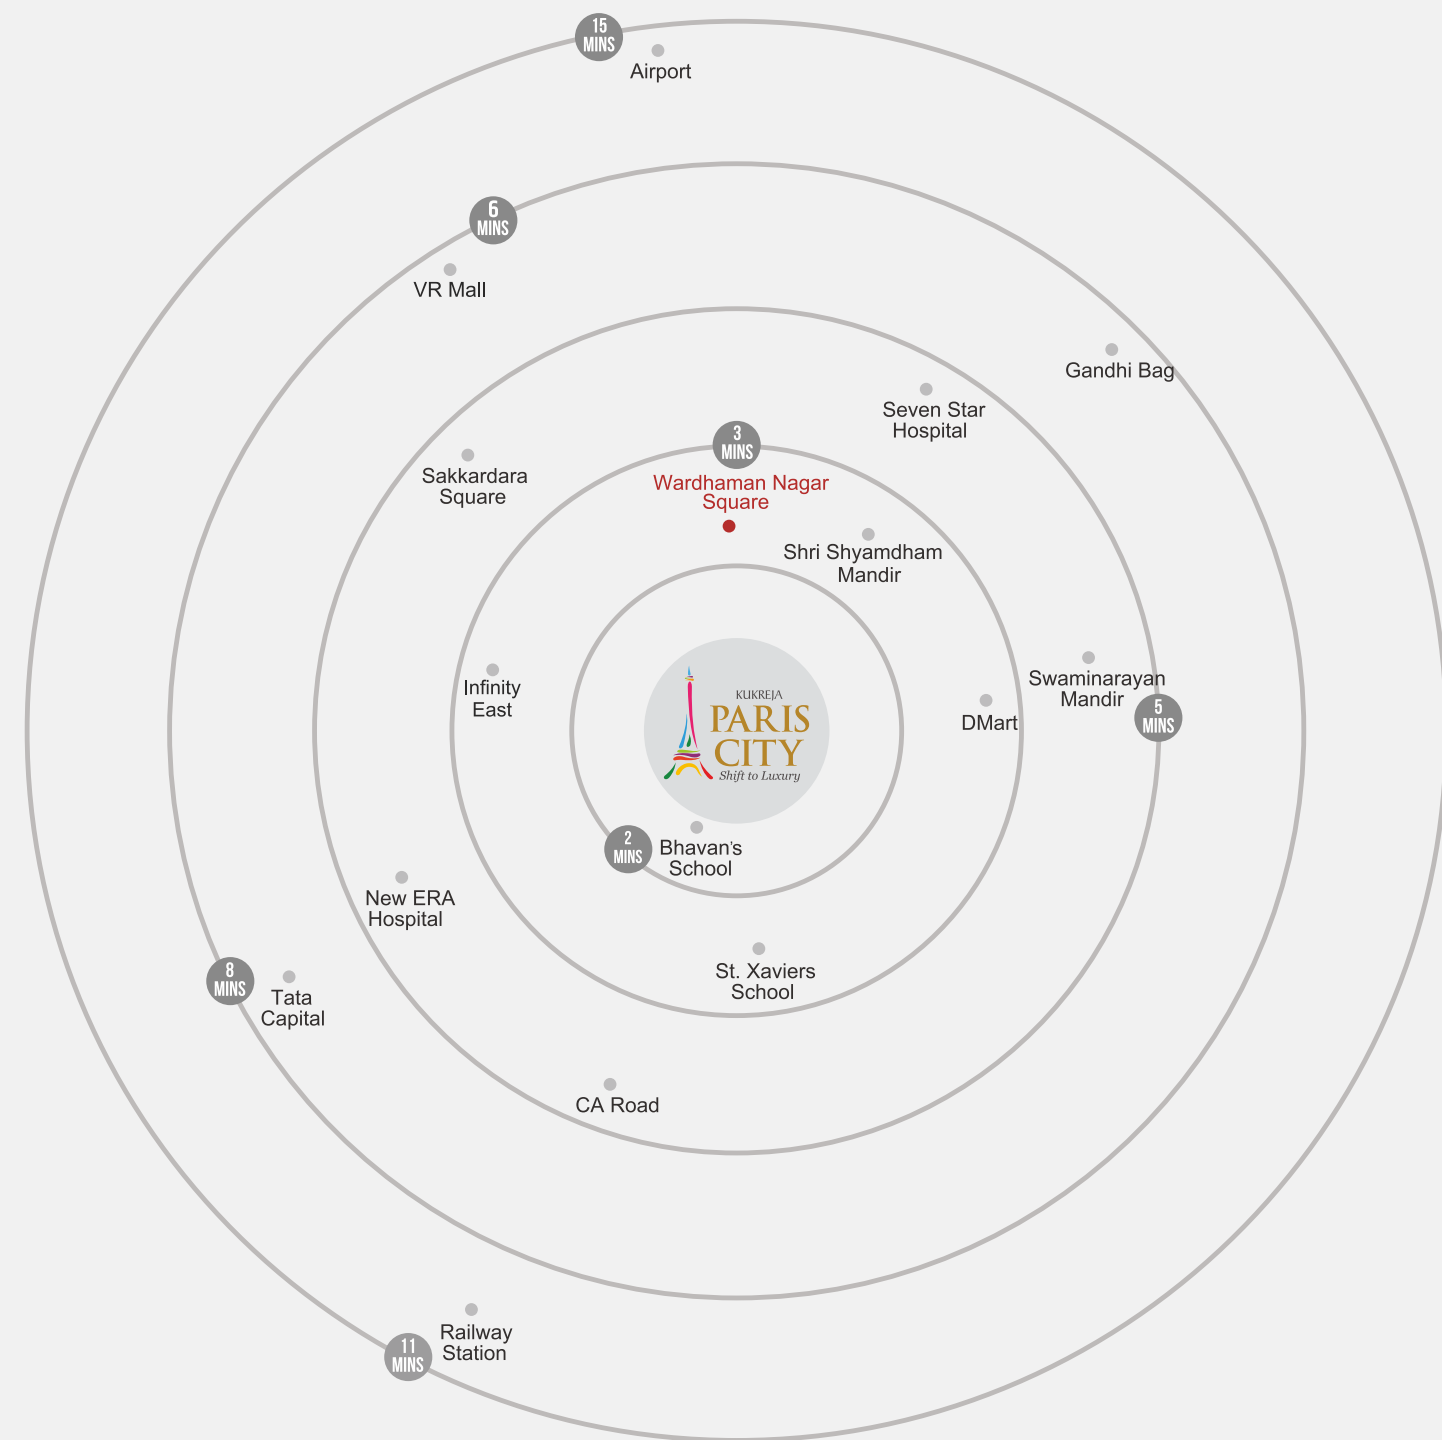 15
MINS
Airport
6
MINS
VR Mall
Gandhi Bag
Seven Star
Hospital
3
MINS
Sakkardara
Square
Wardhaman Nagar
Square
Shri Shyamdham
Mandir
Infinity
East
KUKREJA
PARIS
CITY
Shift to Luxury
DMart
Swaminarayan
Mandir
5
MINS
2
MINS
Bhavan's
School
New ERA
Hospital
St. Xaviers
School
8
MINS
Tata
Capital
CA Road
Railway
Station
11
MINS